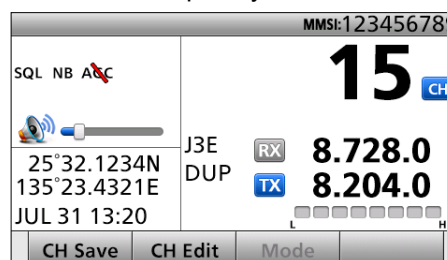 MMSI:12345678
SQL NB AGC
15 CH
J3E RX 8.728.0
DUP TX 8.204.0
25°32.1234N
135°23.4321E
JUL 31 13:20
L H
CH Save CH Edit Mode